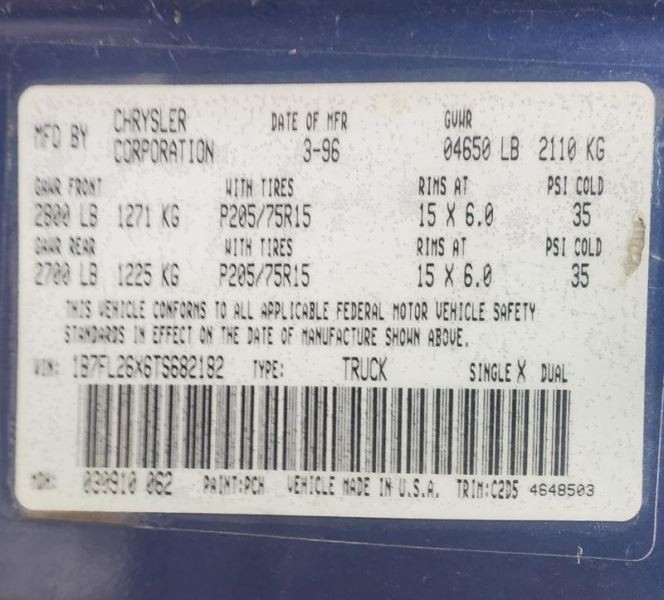 MFD BY CHRYSLER CORPORATION DATE OF MFR 3-96 GVWR 04650 LB 2110 KG
GAWR FRONT WITH TIRES RIMS AT PSI COLD
2800 LB 1271 KG P205/75R15 15 X 6.0 35
GAWR REAR WITH TIRES RIMS AT PSI COLD
2700 LB 1225 KG P205/75R15 15 X 6.0 35
THIS VEHICLE CONFORMS TO ALL APPLICABLE FEDERAL MOTOR VEHICLE SAFETY
STANDARDS IN EFFECT ON THE DATE OF MANUFACTURE SHOWN ABOVE.
VIN: 1B7FL26X6TS682182 TYPE: TRUCK SINGLE X DUAL
MDH: 030910 062 PAINT:PCH VEHICLE MADE IN U.S.A. TRIM:C2D5 4648503